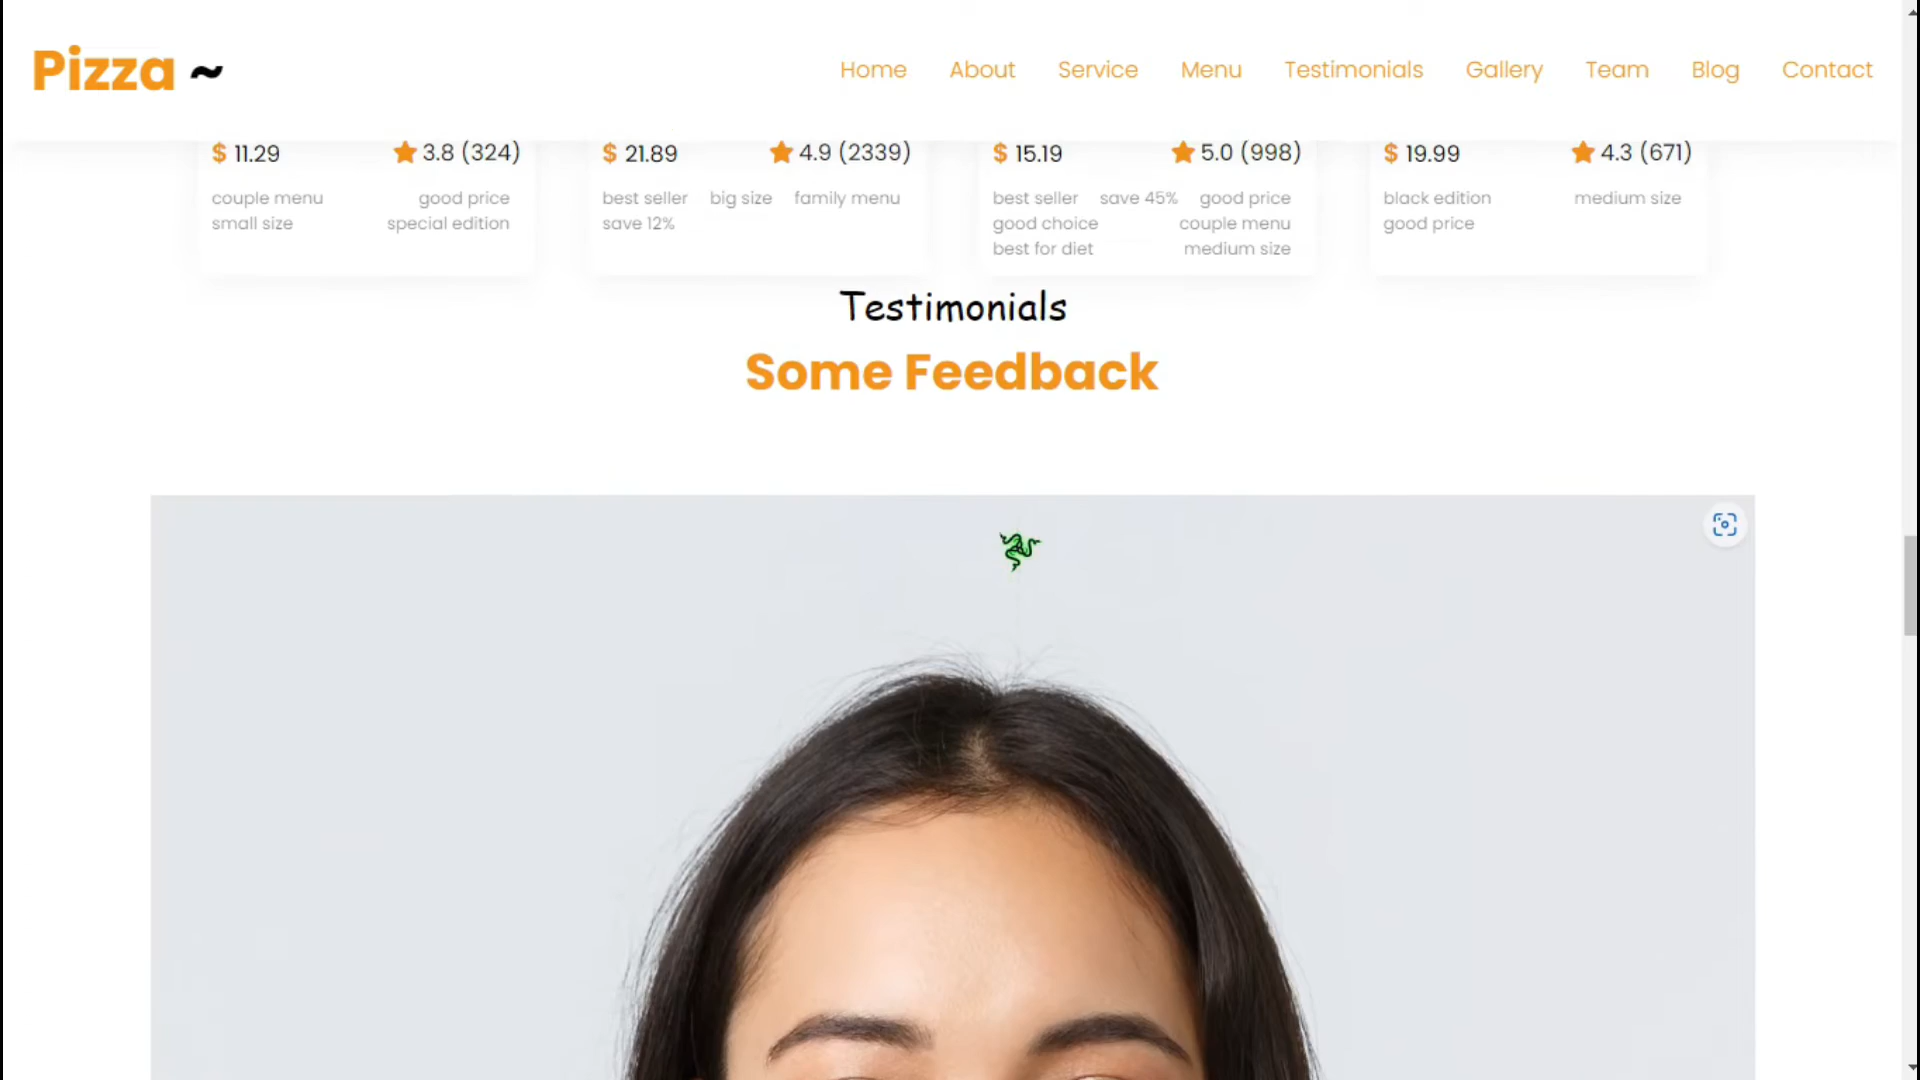 Pizza ~
Home About Service Menu Testimonials Gallery Team Blog Contact
$ 11.29 3.8 (324)
couple menu good price
small size special edition
$ 21.89 4.9 (2339)
best seller big size family menu
save 12%
$ 15.19 5.0 (998)
best seller save 45% good price
good choice couple menu
best for diet medium size
$ 19.99 4.3 (671)
black edition medium size
good price
Testimonials
Some Feedback